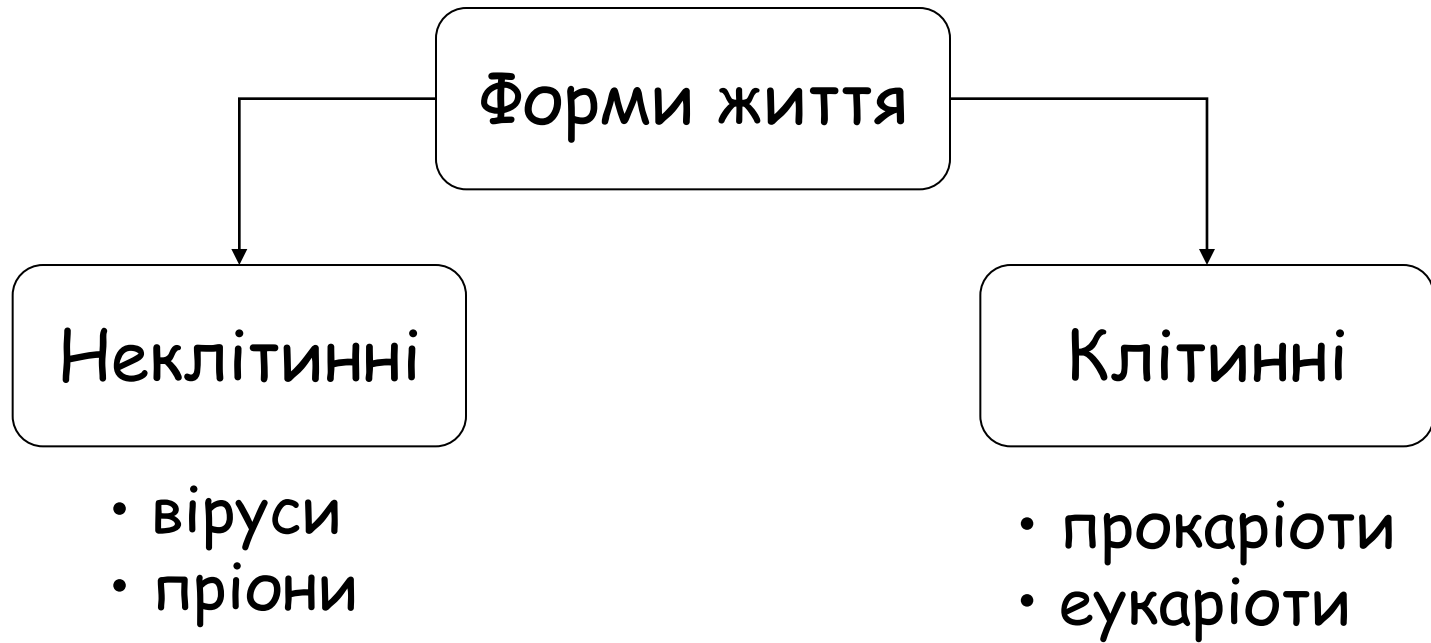 Форми життя
Неклітинні
Клітинні
• віруси
• пріони
• прокаріоти
• еукаріоти